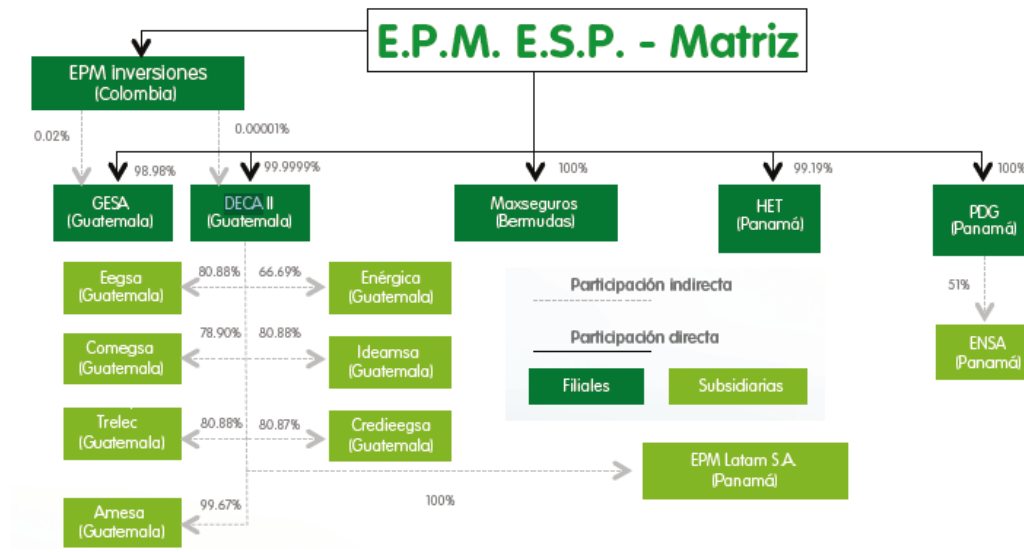 E.P.M. E.S.P. - Matriz
EPM inversiones
(Colombia)
0.02%
0.00001%
98.98%
99.9999%
100%
99.19%
100%
GESA
(Guatemala)
DECA II
(Guatemala)
Maxseguros
(Bermudas)
HET
(Panamá)
PDG
(Panamá)
Eegsa
(Guatemala)
80.88%
66.69%
Enérgica
(Guatemala)
Participación indirecta
51%
Comegsa
(Guatemala)
78.90%
80.88%
Ideamsa
(Guatemala)
Participación directa
ENSA
(Panamá)
Filiales
Subsidiarias
Trelec
(Guatemala)
80.88%
80.87%
Credieegsa
(Guatemala)
EPM Latam S.A.
(Panamá)
Amesa
(Guatemala)
99.67%
100%